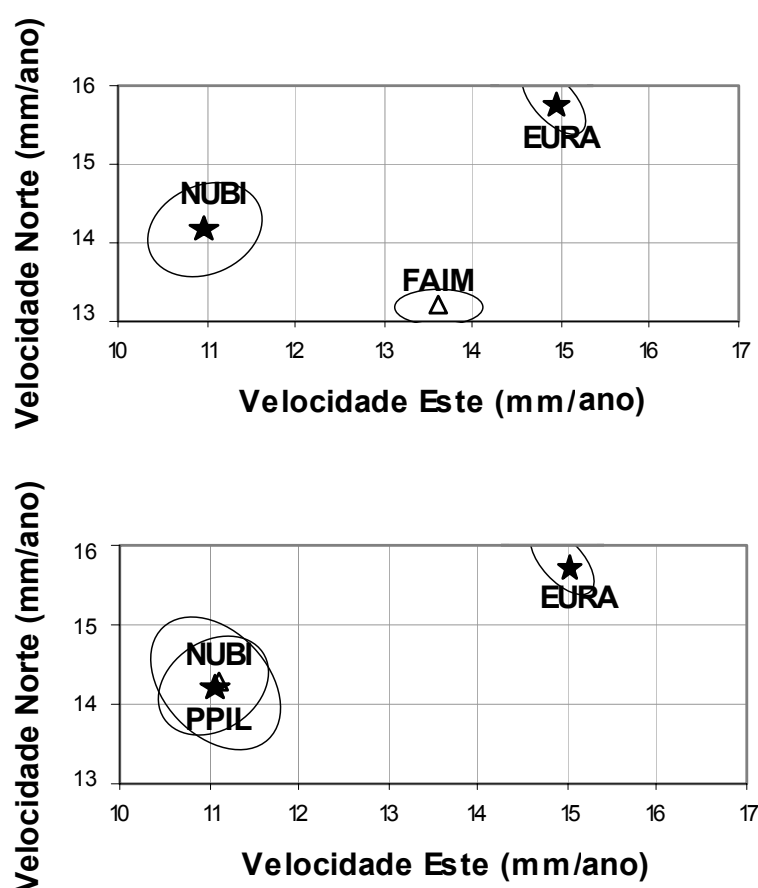 Velocidade Norte (mm/ano)
16
15
14
13
EURA
NUBI
FAIM
10 11 12 13 14 15 16 17
Velocidade Este (mm/ano)
Velocidade Norte (mm/ano)
16
15
14
13
EURA
NUBI
PPIL
10 11 12 13 14 15 16 17
Velocidade Este (mm/ano)